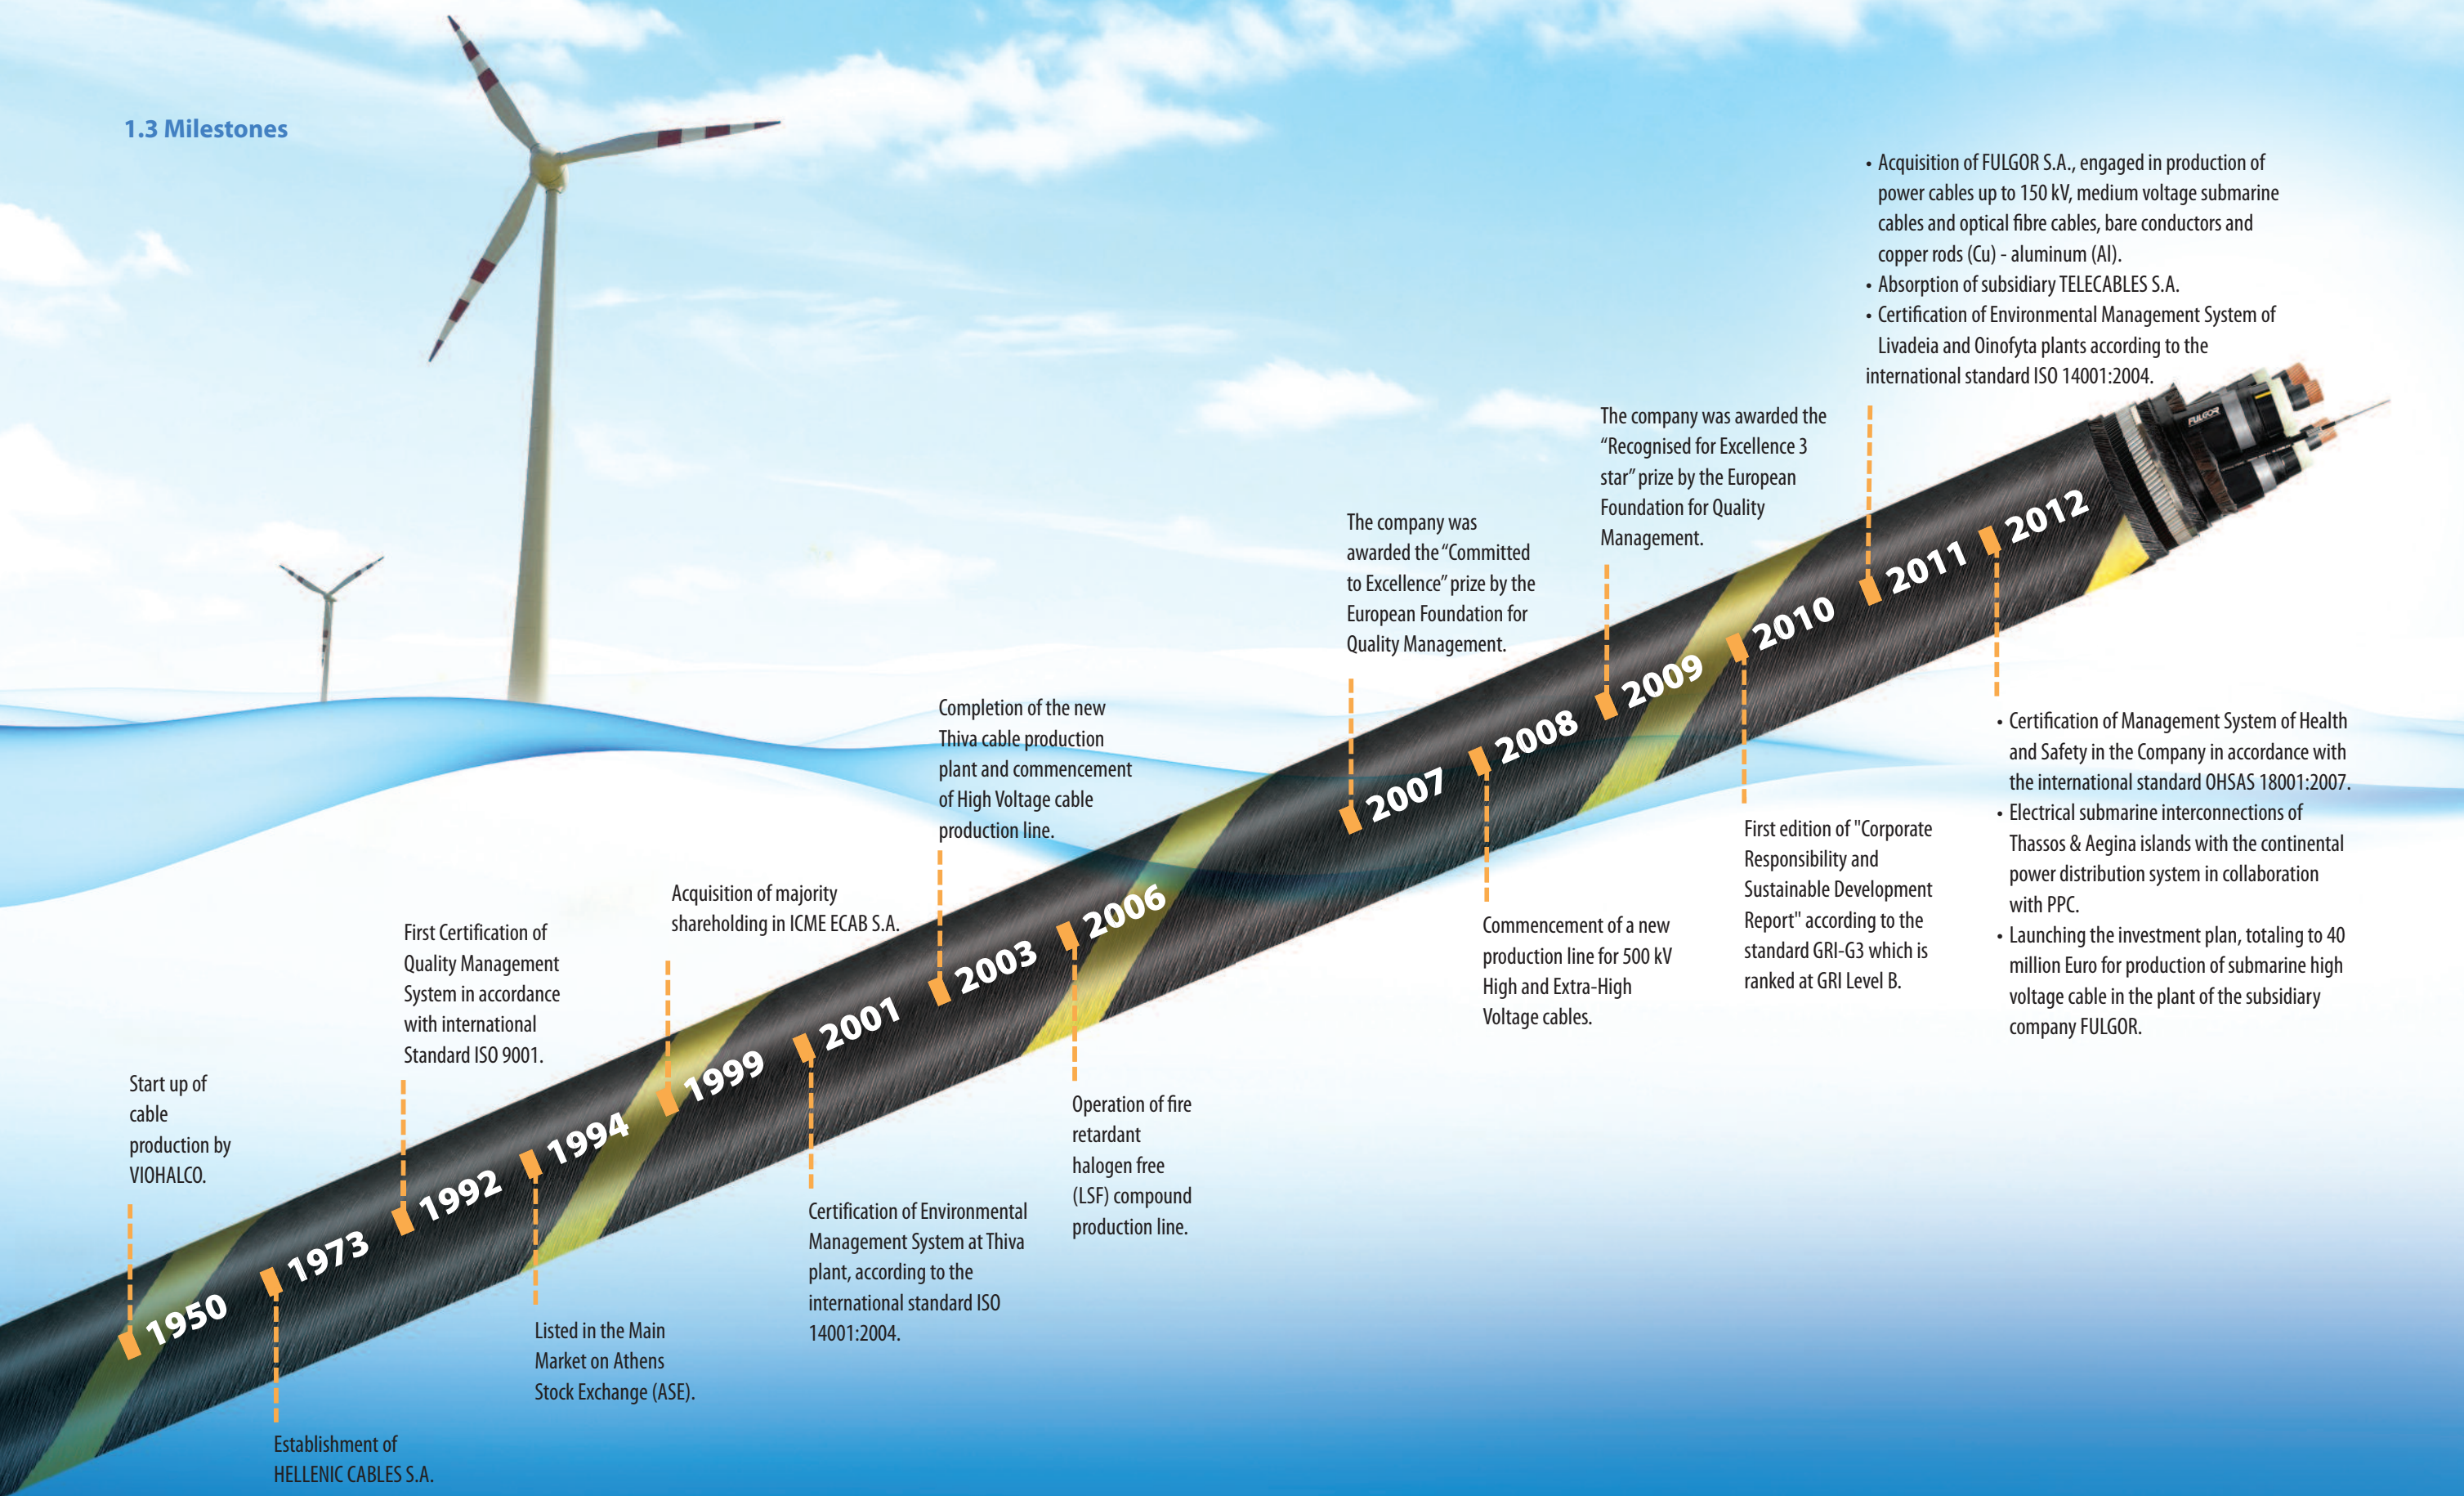 1.3 Milestones
Start up of
cable
production by
VIOHALCO.
1950
1973
Establishment of
HELLENIC CABLES S.A.
First Certification of
Quality Management
System in accordance
with international
Standard ISO 9001.
1992
1994
Listed in the Main
Market on Athens
Stock Exchange (ASE).
Acquisition of majority
shareholding in ICME ECAB S.A.
1999
2001
Certification of Environmental
Management System at Thiva
plant, according to the
international standard ISO
14001:2004.
Completion of the new
Thiva cable production
plant and commencement
of High Voltage cable
production line.
2003
2006
Operation of fire
retardant
halogen free
(LSF) compound
production line.
The company was
awarded the “Committed
to Excellence” prize by the
European Foundation for
Quality Management.
2007
2008
Commencement of a new
production line for 500 kV
High and Extra-High
Voltage cables.
The company was awarded the
“Recognised for Excellence 3
star” prize by the European
Foundation for Quality
Management.
2009
2010
First edition of "Corporate
Responsibility and
Sustainable Development
Report" according to the
standard GRI-G3 which is
ranked at GRI Level B.
• Acquisition of FULGOR S.A., engaged in production of
power cables up to 150 kV, medium voltage submarine
cables and optical fibre cables, bare conductors and
copper rods (Cu) - aluminum (Al).
• Absorption of subsidiary TELECABLES S.A.
• Certification of Environmental Management System of
Livadeia and Oinofyta plants according to the
international standard ISO 14001:2004.
2011
2012
FULGOR
• Certification of Management System of Health
and Safety in the Company in accordance with
the international standard OHSAS 18001:2007.
• Electrical submarine interconnections of
Thassos & Aegina islands with the continental
power distribution system in collaboration
with PPC.
• Launching the investment plan, totaling to 40
million Euro for production of submarine high
voltage cable in the plant of the subsidiary
company FULGOR.